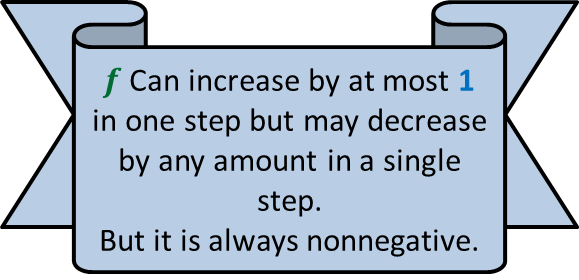 f Can increase by at most 1
in one step but may decrease
by any amount in a single
step.
But it is always nonnegative.